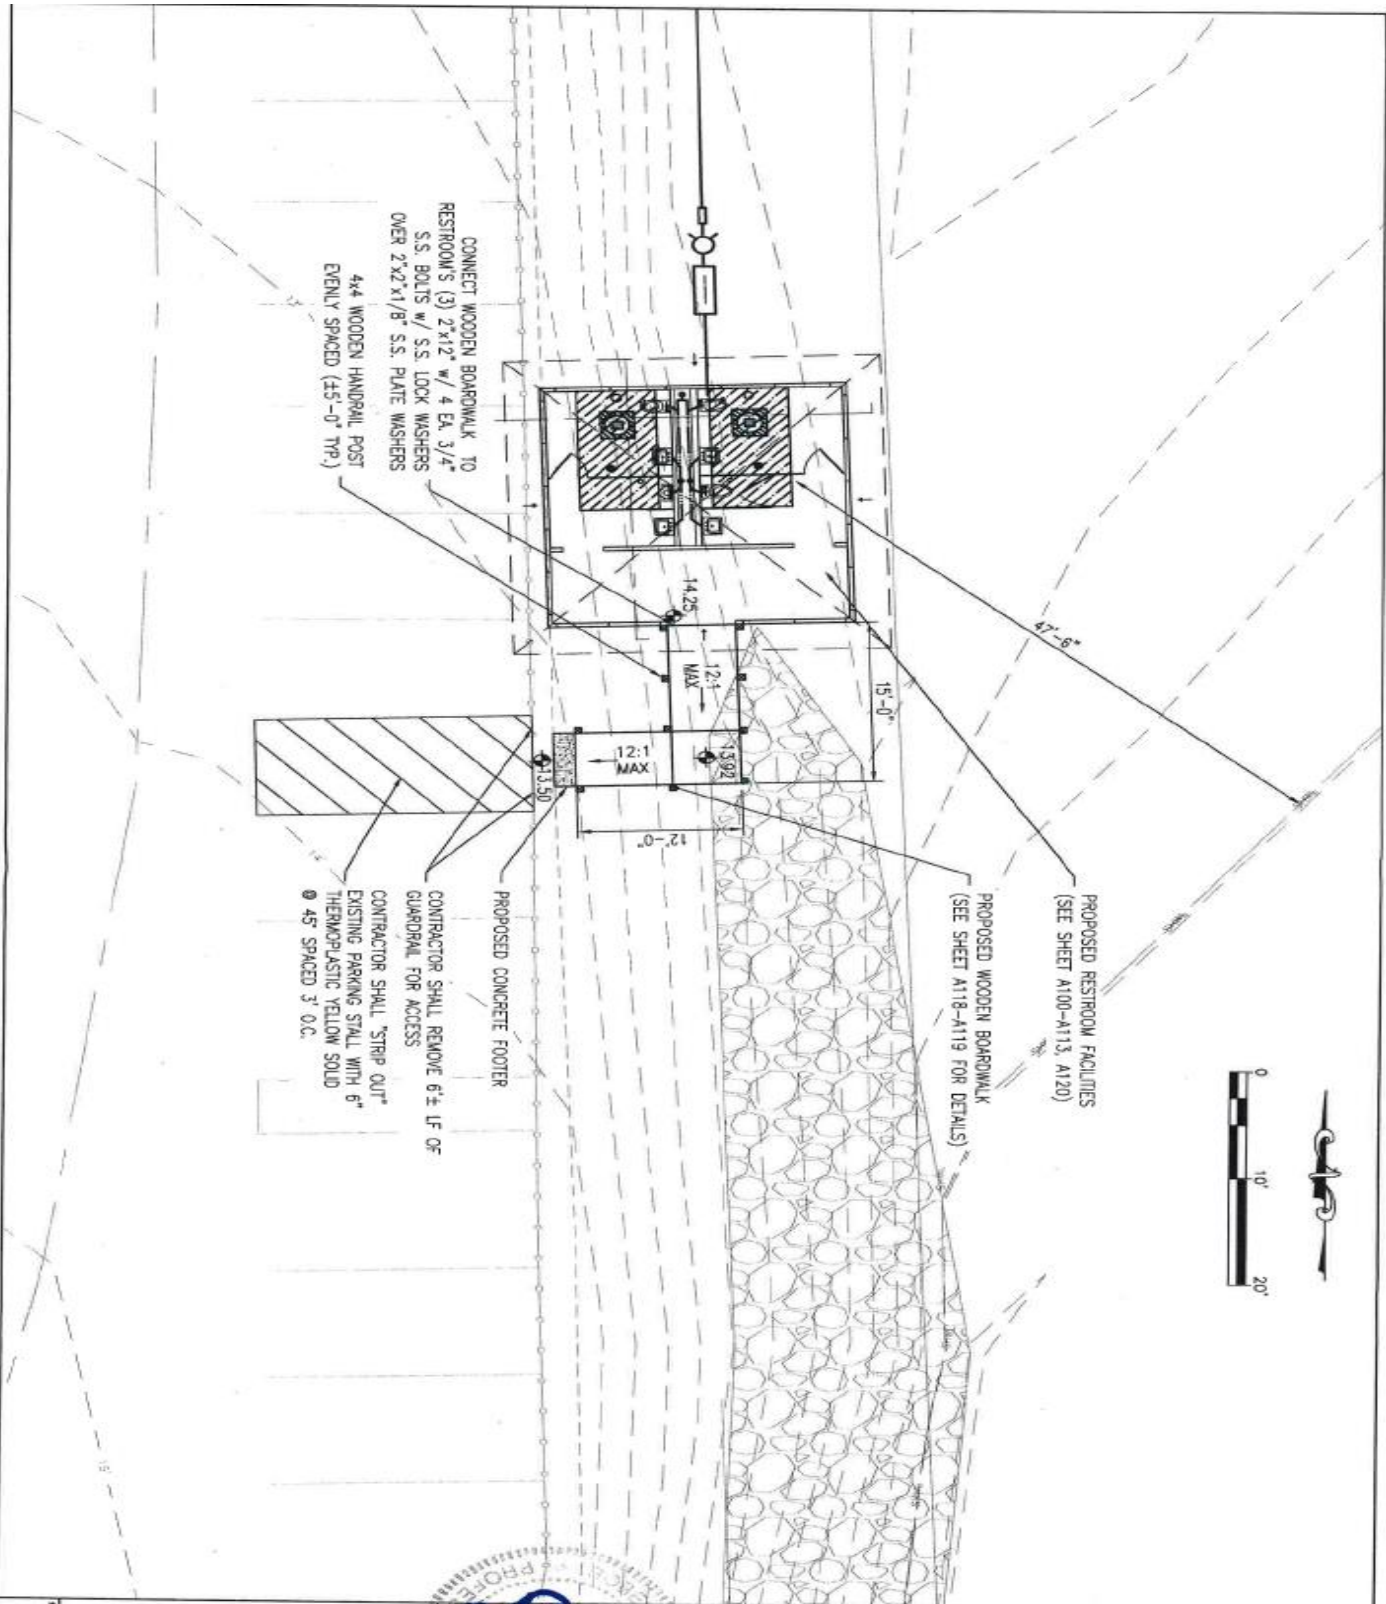 CONNECT WOODEN BOARDWALK TO
RESTROOM'S (3) 2"x12" w/ 4 EA. 3/4"
S.S. BOLTS w/ S.S. LOCK WASHERS
OVER 2"x2"x1/8" S.S. PLATE WASHERS
4x4 WOODEN HANDRAIL POST
EVENLY SPACED (±5'-0" TYP.)
14.25
12:1
MAX
15'-0"
47'-6"
13.92
12:1
MAX
13.50
12'-0"
PROPOSED RESTROOM FACILITIES
(SEE SHEET A100-A113, A120)
PROPOSED WOODEN BOARDWALK
(SEE SHEET A118-A119 FOR DETAILS)
PROPOSED CONCRETE FOOTER
CONTRACTOR SHALL REMOVE 6'± LF OF
GUARDRAIL FOR ACCESS
CONTRACTOR SHALL "STRIP OUT"
EXISTING PARKING STALL WITH 6"
THERMOPLASTIC YELLOW SOLID
@ 45° SPACED 3' O.C.
0
10'
20'
13'
14'
15'